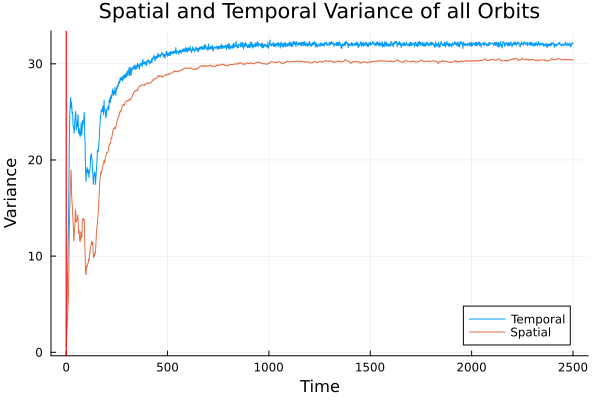 Spatial and Temporal Variance of all Orbits
Variance
30
20
10
0
Temporal
Spatial
0 500 1000 1500 2000 2500
Time